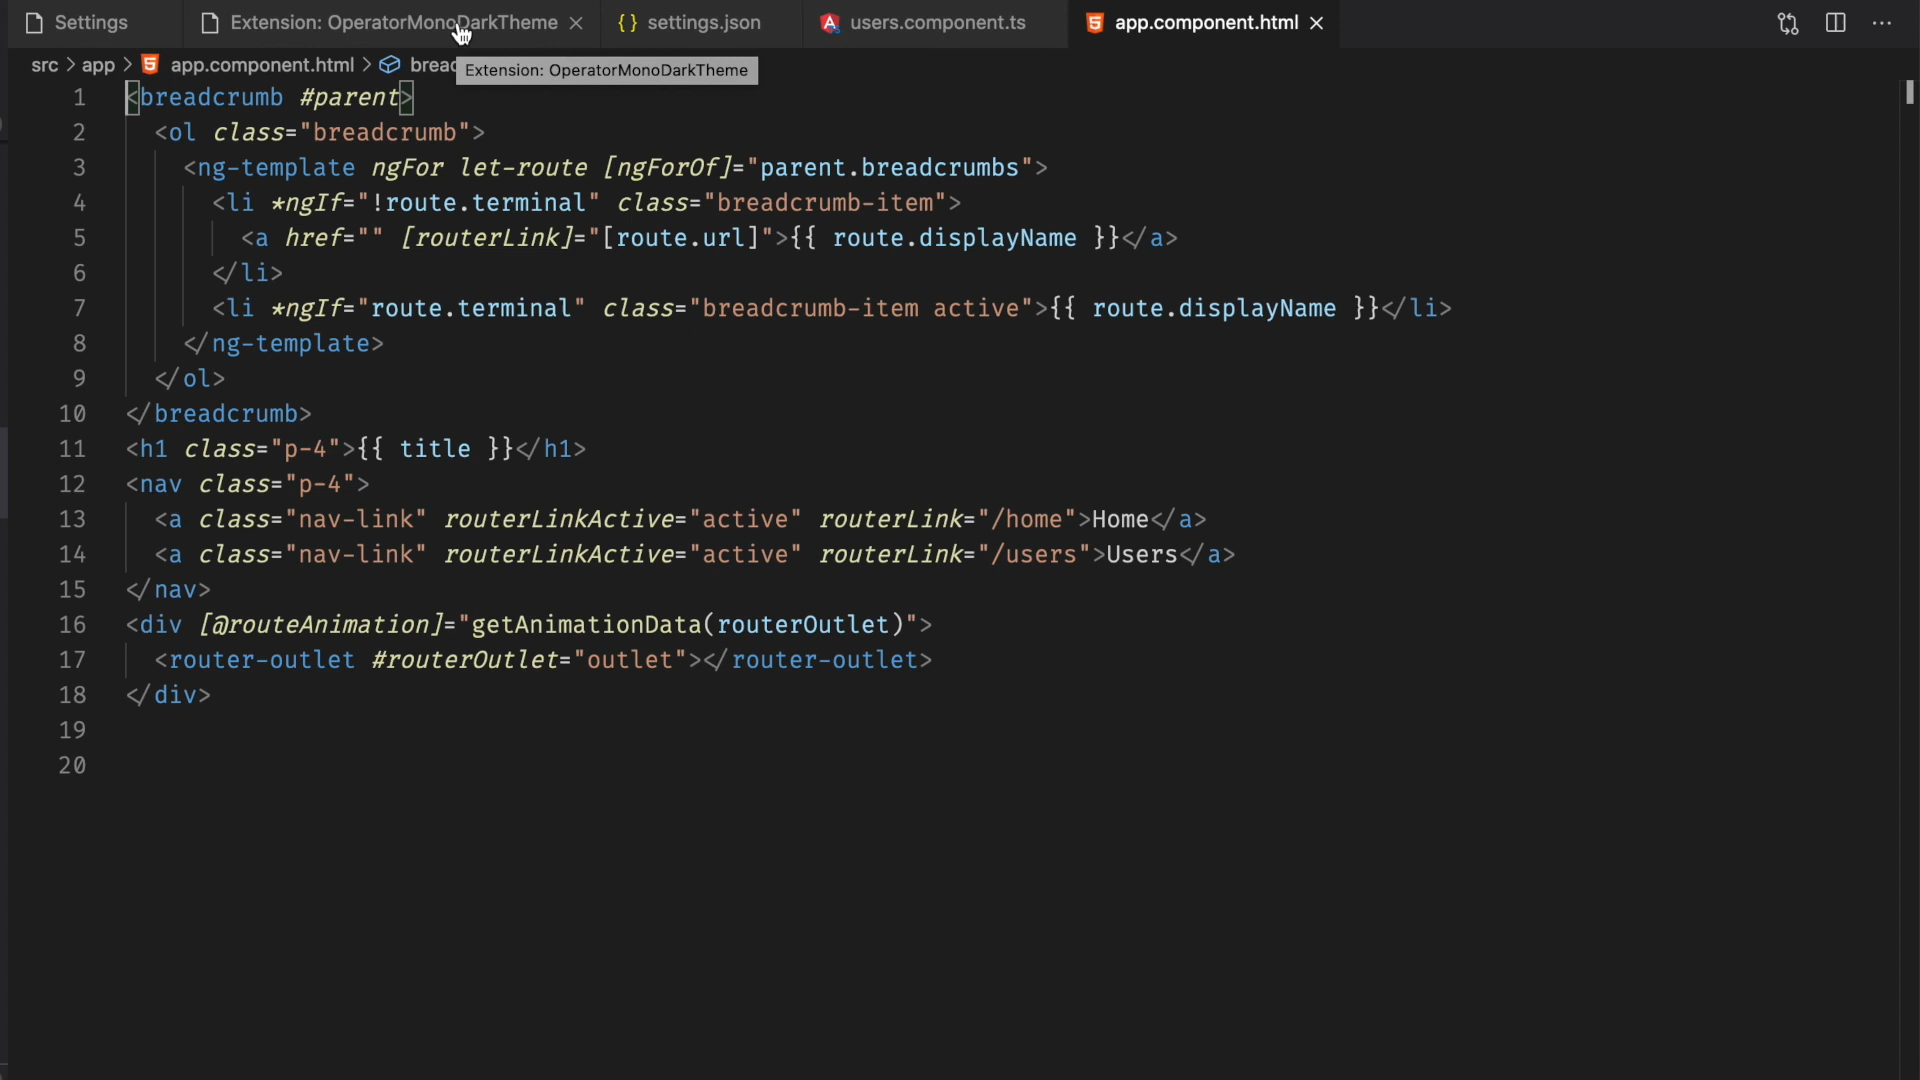 Settings Extension: OperatorMonoDarkTheme settings.json users.component.ts app.component.html
src > app > app.component.html > bread
Extension: OperatorMonoDarkTheme
1 <breadcrumb #parent>
2 <ol class="breadcrumb">
3 <ng-template ngFor let-route [ngForOf]="parent.breadcrumbs">
4 <li *ngIf="!route.terminal" class="breadcrumb-item">
5 <a href="" [routerLink]="[route.url]">{{ route.displayName }}</a>
6 </li>
7 <li *ngIf="route.terminal" class="breadcrumb-item active">{{ route.displayName }}</li>
8 </ng-template>
9 </ol>
10 </breadcrumb>
11 <h1 class="p-4">{{ title }}</h1>
12 <nav class="p-4">
13 <a class="nav-link" routerLinkActive="active" routerLink="/home">Home</a>
14 <a class="nav-link" routerLinkActive="active" routerLink="/users">Users</a>
15 </nav>
16 <div [@routeAnimation]="getAnimationData(routerOutlet)">
17 <router-outlet #routerOutlet="outlet"></router-outlet>
18 </div>
19
20